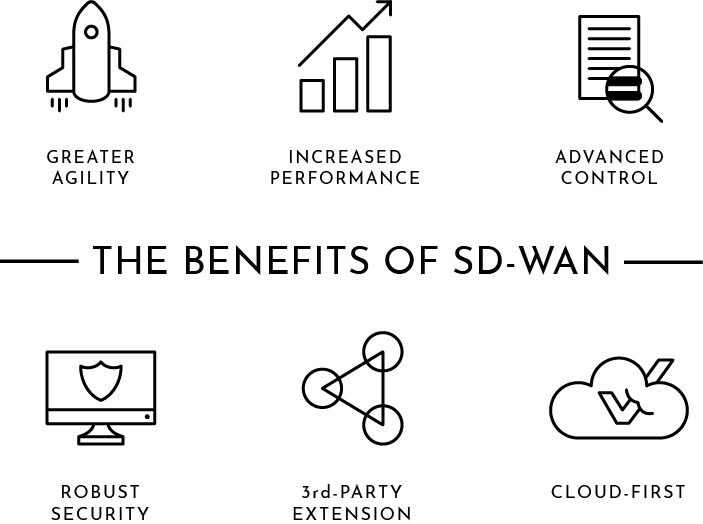 GREATER
AGILITY
INCREASED
PERFORMANCE
ADVANCED
CONTROL
THE BENEFITS OF SD-WAN
ROBUST
SECURITY
3rd-PARTY
EXTENSION
CLOUD-FIRST